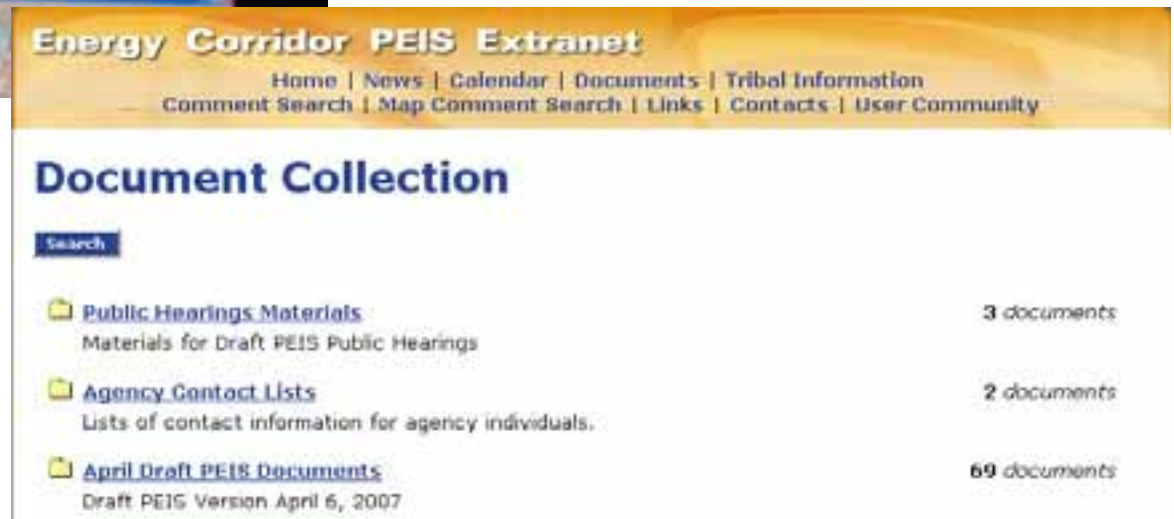 Energy Corridor PEIS Extranet
Home | News | Calendar | Documents | Tribal Information
Comment Search | Map Comment Search | Links | Contacts | User Community
Document Collection
Search
Public Hearings Materials 3 documents
Materials for Draft PEIS Public Hearings
Agency Contact Lists 2 documents
Lists of contact information for agency individuals.
April Draft PEIS Documents 69 documents
Draft PEIS Version April 6, 2007